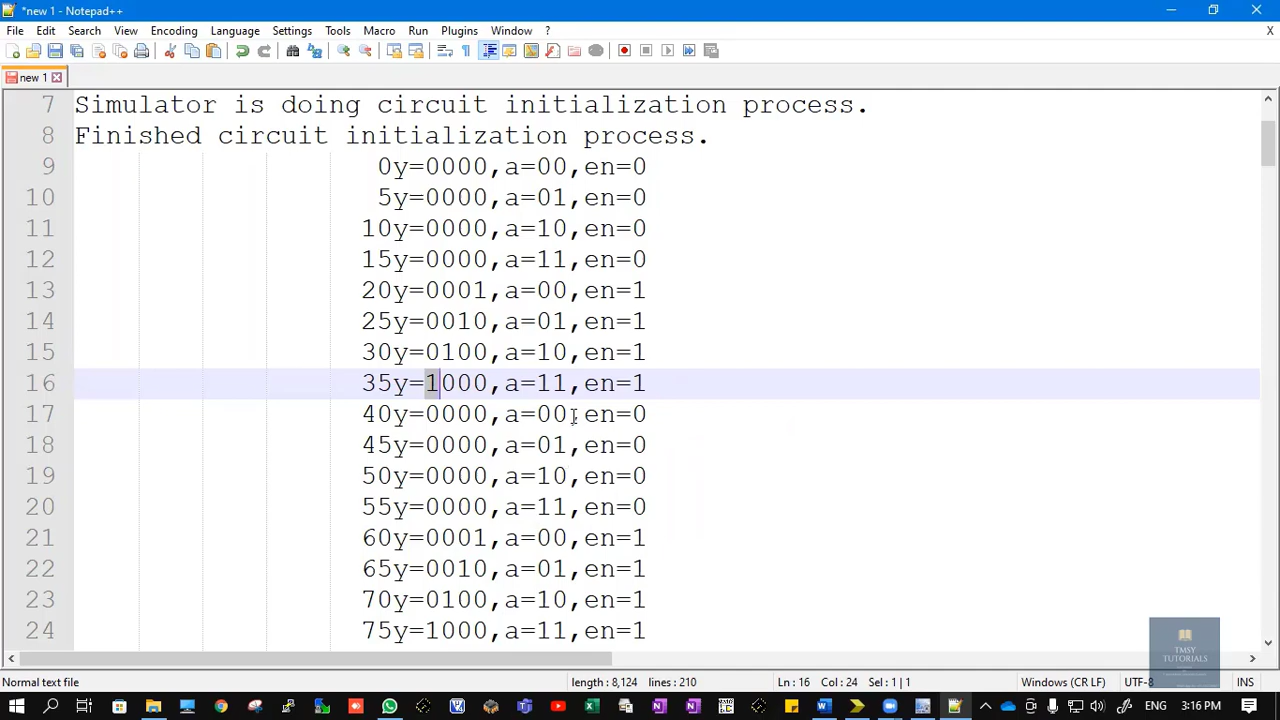 *new 1 - Notepad++
File Edit Search View Encoding Language Settings Tools Macro Run Plugins Window ? X
new 1
7 Simulator is doing circuit initialization process.
8 Finished circuit initialization process.
9 0y=0000,a=00,en=0
10 5y=0000,a=01,en=0
11 10y=0000,a=10,en=0
12 15y=0000,a=11,en=0
13 20y=0001,a=00,en=1
14 25y=0010,a=01,en=1
15 30y=0100,a=10,en=1
16 35y=1000,a=11,en=1
17 40y=0000,a=00,en=0
18 45y=0000,a=01,en=0
19 50y=0000,a=10,en=0
20 55y=0000,a=11,en=0
21 60y=0001,a=00,en=1
22 65y=0010,a=01,en=1
23 70y=0100,a=10,en=1
24 75y=1000,a=11,en=1
TMSY
TUTORIALS
Normal text file length : 8,124 lines : 210 Ln : 16 Col : 24 Sel : 1 | 1 Windows (CR LF) UTF-8 INS
ENG 3:16 PM